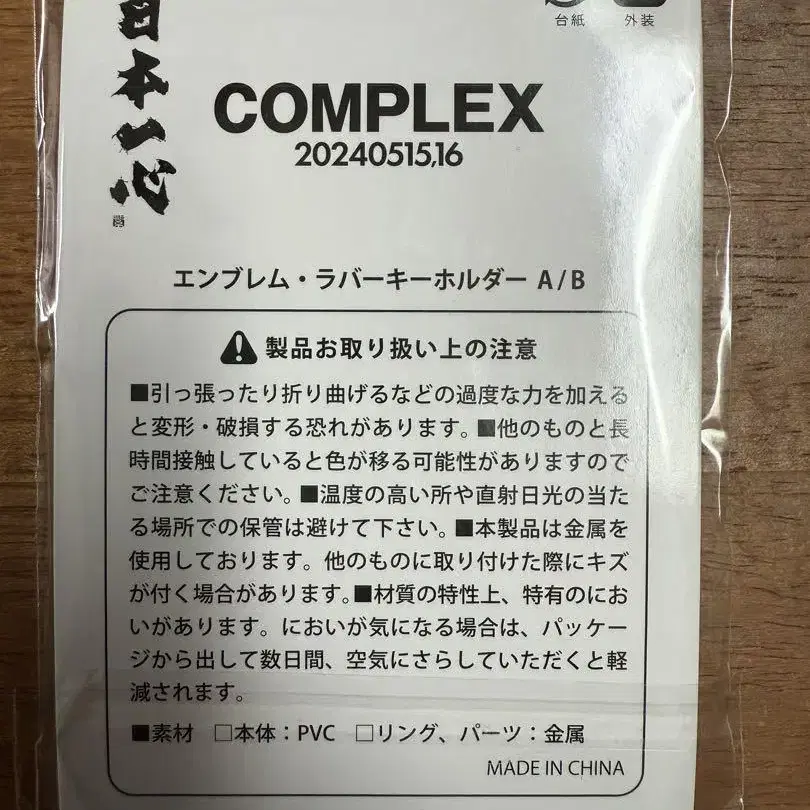 台紙 外装
日本一心
COMPLEX
20240515,16
エンブレム・ラバーキーホルダー A/B
製品お取り扱い上の注意
■引っ張ったり折り曲げるなどの過度な力を加える
と変形・破損する恐れがあります。■他のものと長
時間接触していると色が移る可能性がありますので
ご注意ください。■温度の高い所や直射日光の当た
る場所での保管は避けて下さい。■本製品は金属を
使用しております。他のものに取り付けた際にキズ
が付く場合があります。■材質の特性上、特有のにお
いがあります。においが気になる場合は、パッケー
ジから出して数日間、空気にさらしていただくと軽
減されます。
■素材 □本体：PVC □リング、パーツ：金属
MADE IN CHINA